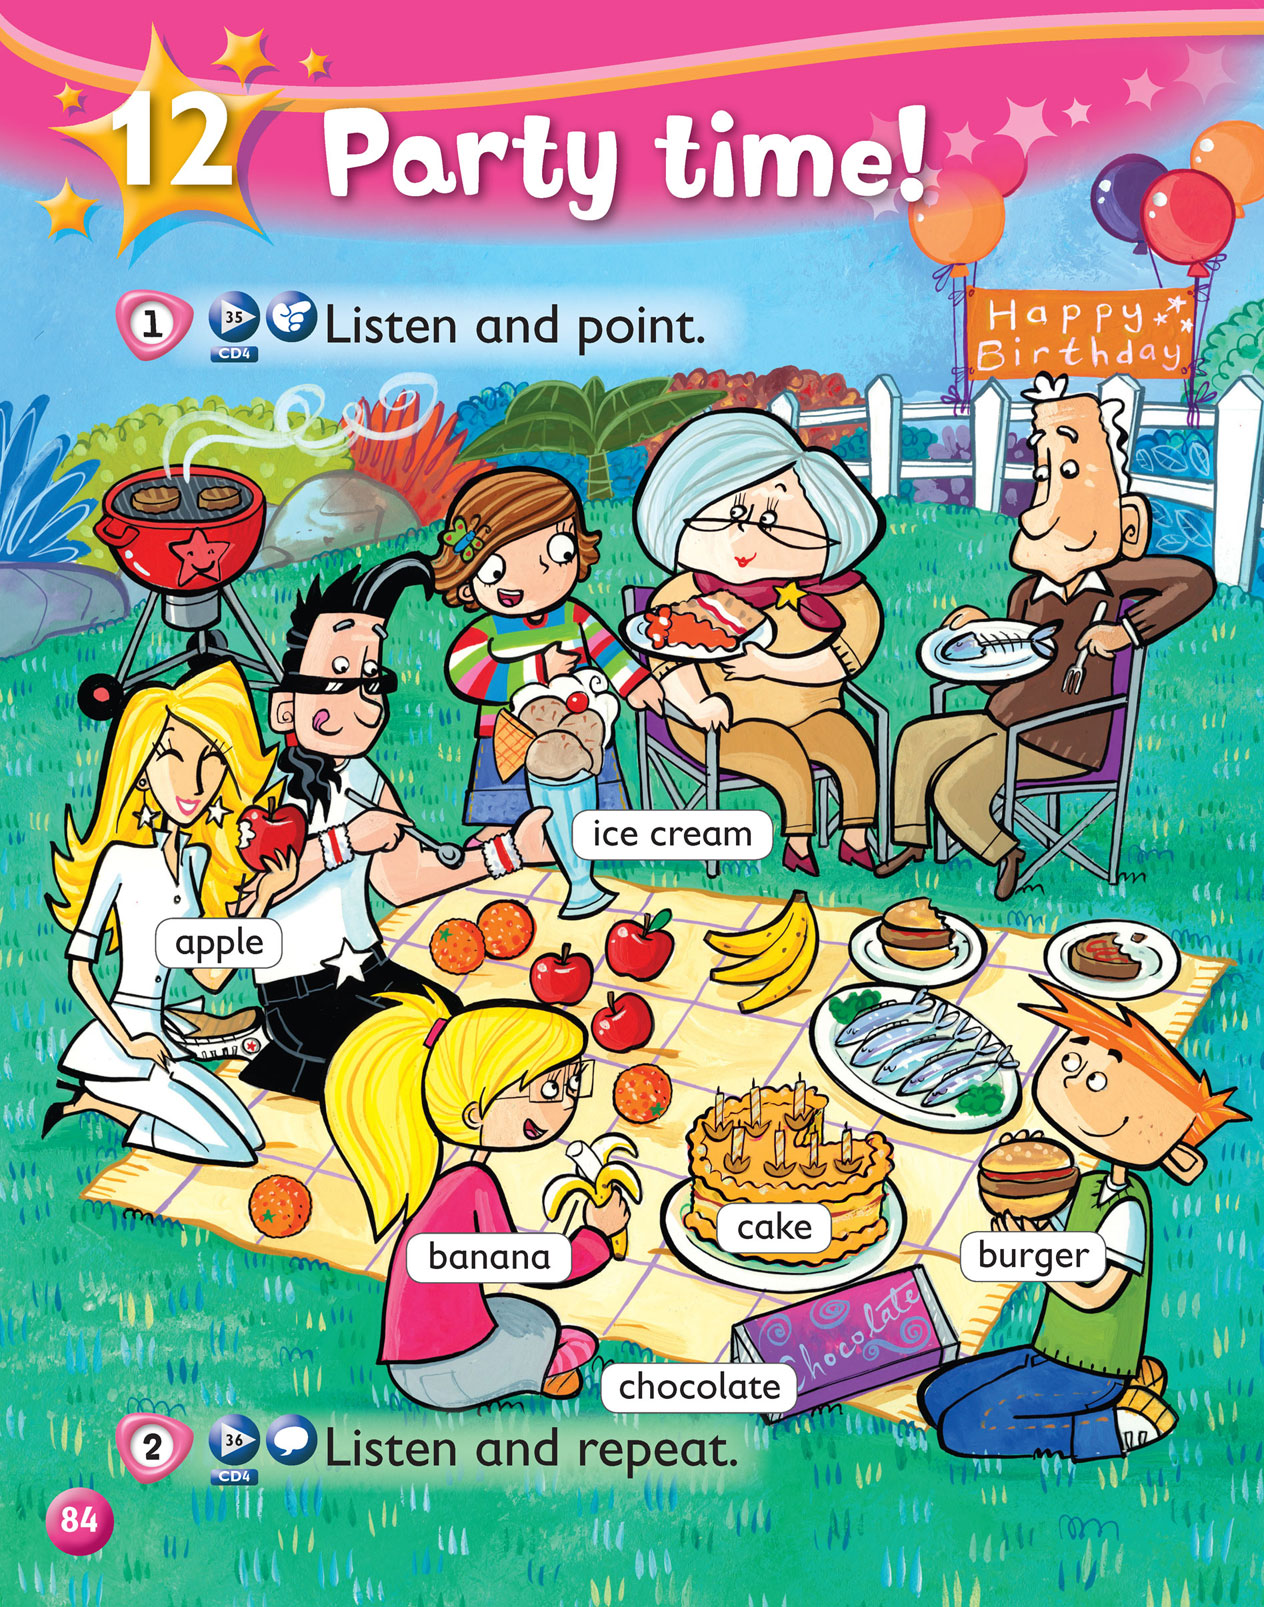 12 Party time!
Happy
Birthday
1 35 Listen and point.
CD4
ice cream
apple
cake
banana
burger
Chocolate
chocolate
2 36 Listen and repeat.
CD4
84